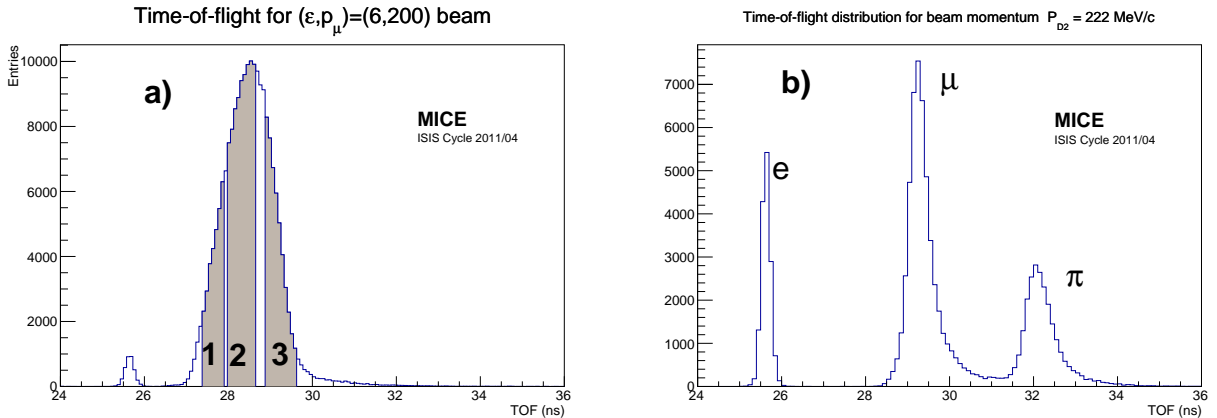 Time-of-flight for (ε,pμ)=(6,200) beam
Entries
10000
8000
6000
4000
2000
0
a)
MICE
ISIS Cycle 2011/04
1 2 3
24 26 28 30 32 34 36
TOF (ns)
Time-of-flight distribution for beam momentum P_D2 = 222 MeV/c
7000
6000
5000
4000
3000
2000
1000
0
b)
μ
MICE
ISIS Cycle 2011/04
e
π
24 26 28 30 32 34 36
TOF (ns)